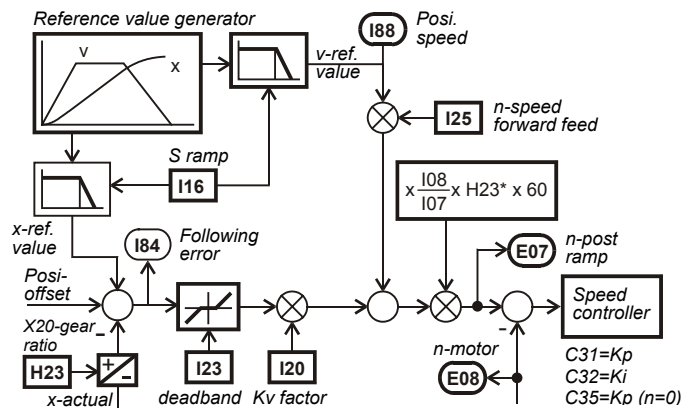 Reference value generator
v
x
v-ref.
value
I88
Posi.
speed
I25
n-speed
forward feed
S ramp
I16
x I08/I07 x H23* x 60
x-ref.
value
I84
Following
error
E07
n-post
ramp
Posi-
offset
Speed
controller
X20-gear
ratio
-
H23
+
-
x-actual
I23
deadband
I20
Kv factor
-
n-motor
E08
C31=Kp
C32=Ki
C35=Kp (n=0)